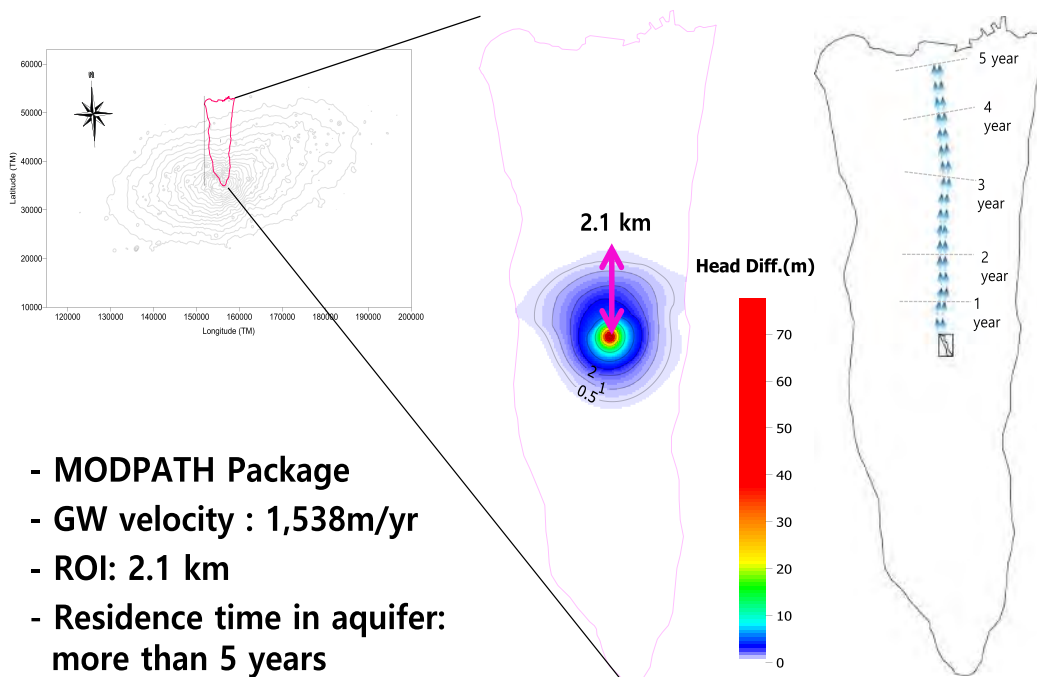 60000
50000
40000
30000
20000
10000
Latitude (TM)
N
120000 130000 140000 150000 160000 170000 180000 190000 200000
Longitude (TM)
2.1 km
2
1
0.5
Head Diff.(m)
70
60
50
40
30
20
10
0
5 year
4
year
3
year
2
year
1
year
- MODPATH Package
- GW velocity : 1,538m/yr
- ROI: 2.1 km
- Residence time in aquifer:
more than 5 years